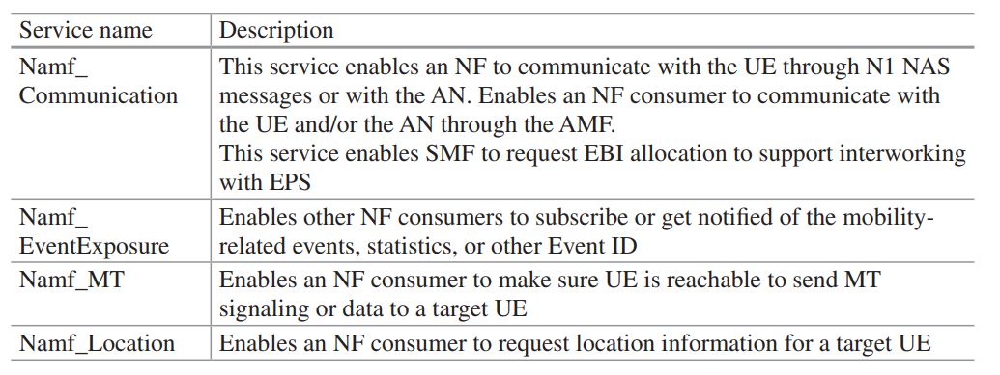 Service name Description
Namf_ This service enables an NF to communicate with the UE through N1 NAS
Communication messages or with the AN. Enables an NF consumer to communicate with
the UE and/or the AN through the AMF.
This service enables SMF to request EBI allocation to support interworking
with EPS
Namf_ Enables other NF consumers to subscribe or get notified of the mobility-
EventExposure related events, statistics, or other Event ID
Namf_MT Enables an NF consumer to make sure UE is reachable to send MT
signaling or data to a target UE
Namf_Location Enables an NF consumer to request location information for a target UE